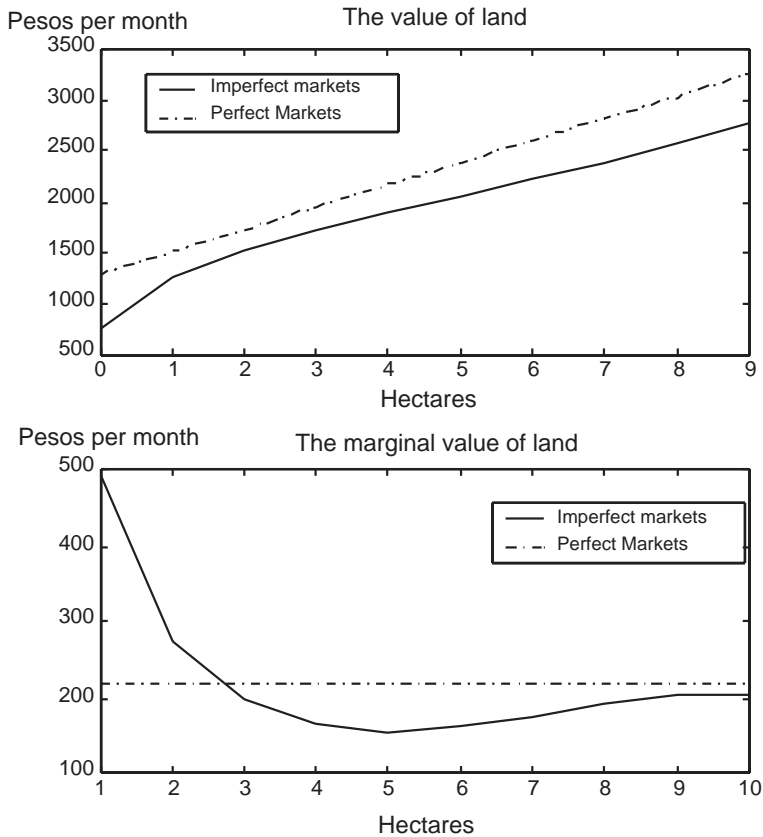 Pesos per month
The value of land
3500
3000
2500
2000
1500
1000
500
Imperfect markets
Perfect Markets
0 1 2 3 4 5 6 7 8 9
Hectares
Pesos per month
The marginal value of land
500
400
300
200
100
Imperfect markets
Perfect Markets
1 2 3 4 5 6 7 8 9 10
Hectares